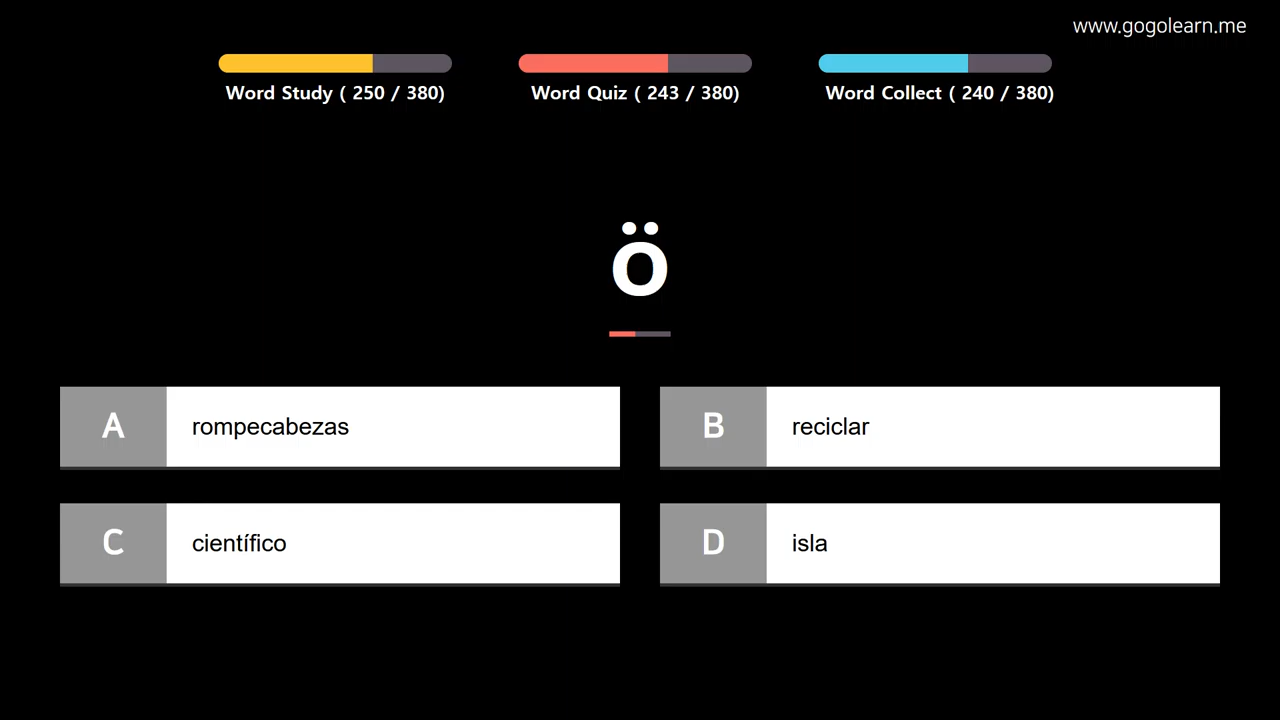 www.gogolearn.me
Word Study ( 250 / 380)
Word Quiz ( 243 / 380)
Word Collect ( 240 / 380)
ö
A rompecabezas
B reciclar
C científico
D isla